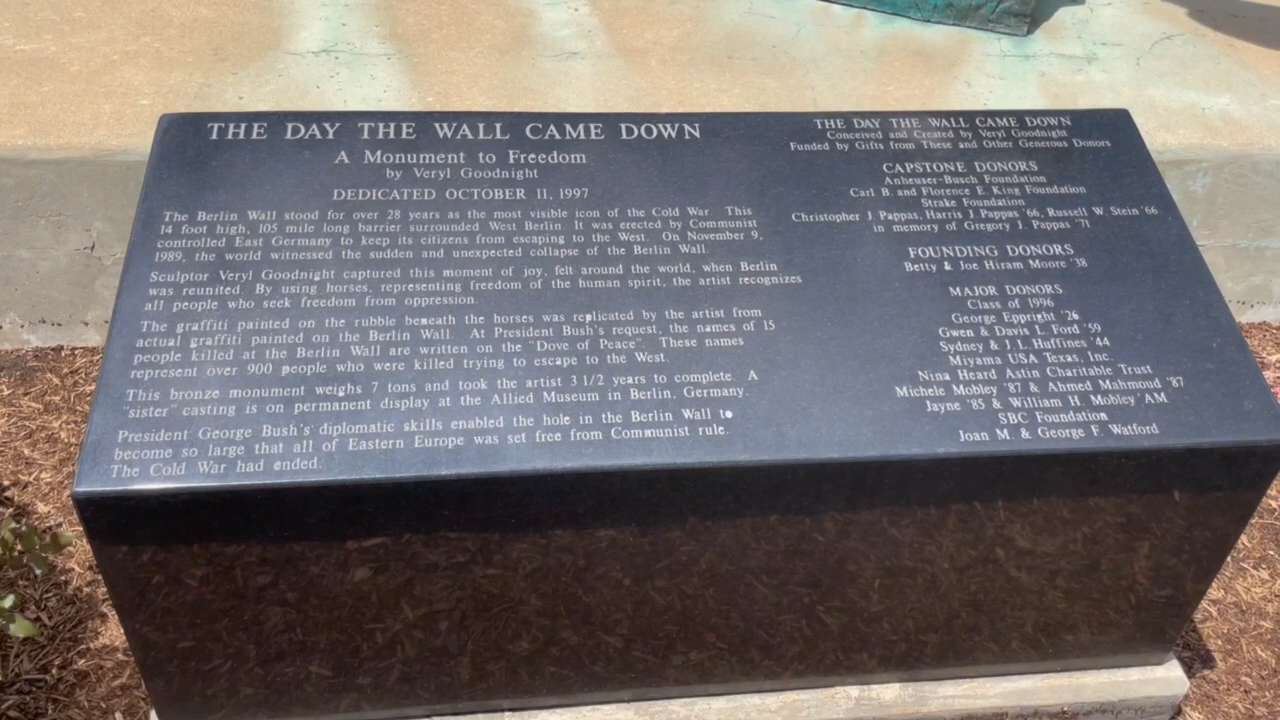 THE DAY THE WALL CAME DOWN
A Monument to Freedom
by Veryl Goodnight
DEDICATED OCTOBER 11, 1997
The Berlin Wall stood for over 28 years as the most visible icon of the Cold War. This
14 foot high, 105 mile long barrier surrounded West Berlin. It was erected by Communist
controlled East Germany to keep its citizens from escaping to the West. On November 9,
1989, the world witnessed the sudden and unexpected collapse of the Berlin Wall.
Sculptor Veryl Goodnight captured this moment of joy, felt around the world, when Berlin
was reunited. By using horses, representing freedom of the human spirit, the artist recognizes
all people who seek freedom from oppression.
The graffiti painted on the rubble beneath the horses was replicated by the artist from
actual graffiti painted on the Berlin Wall. At President Bush's request, the names of 15
people killed at the Berlin Wall are written on the "Dove of Peace". These names
represent over 900 people who were killed trying to escape to the West.
This bronze monument weighs 7 tons and took the artist 3 1/2 years to complete. A
"sister" casting is on permanent display at the Allied Museum in Berlin, Germany.
President George Bush's diplomatic skills enabled the hole in the Berlin Wall to
become so large that all of Eastern Europe was set free from Communist rule.
The Cold War had ended.
THE DAY THE WALL CAME DOWN
Conceived and Created by Veryl Goodnight
Funded by Gifts from These and Other Generous Donors
CAPSTONE DONORS
Anheuser-Busch Foundation
Carl B. and Florence E. King Foundation
Strake Foundation
Christopher J. Pappas, Harris J. Pappas '66, Russell W. Stein '66
in memory of Gregory J. Pappas '71
FOUNDING DONORS
Betty & Joe Hiram Moore '38
MAJOR DONORS
Class of 1996
George Eppright '26
Gwen & Davis L. Ford '59
Sydney & J.L. Huffines '44
Miyama USA Texas, Inc.
Nina Heard Astin Charitable Trust
Michele Mobley '87 & Ahmed Mahmoud '87
Jayne '85 & William H. Mobley 'AM
SBC Foundation
Joan M. & George F. Watford